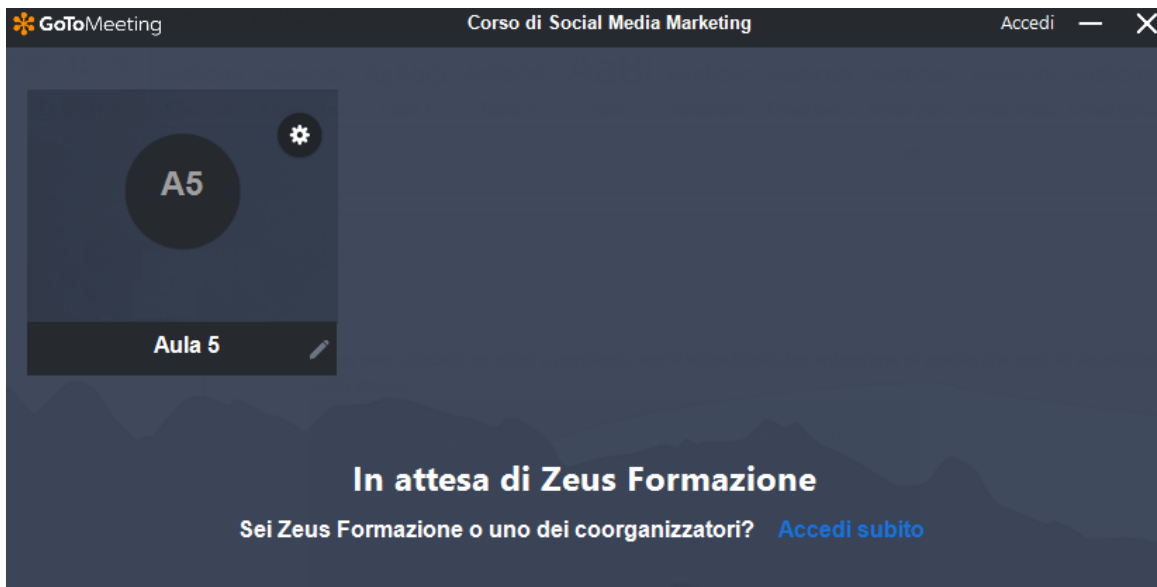 GoToMeeting Corso di Social Media Marketing Accedi
A5
Aula 5
In attesa di Zeus Formazione
Sei Zeus Formazione o uno dei coorganizzatori? Accedi subito